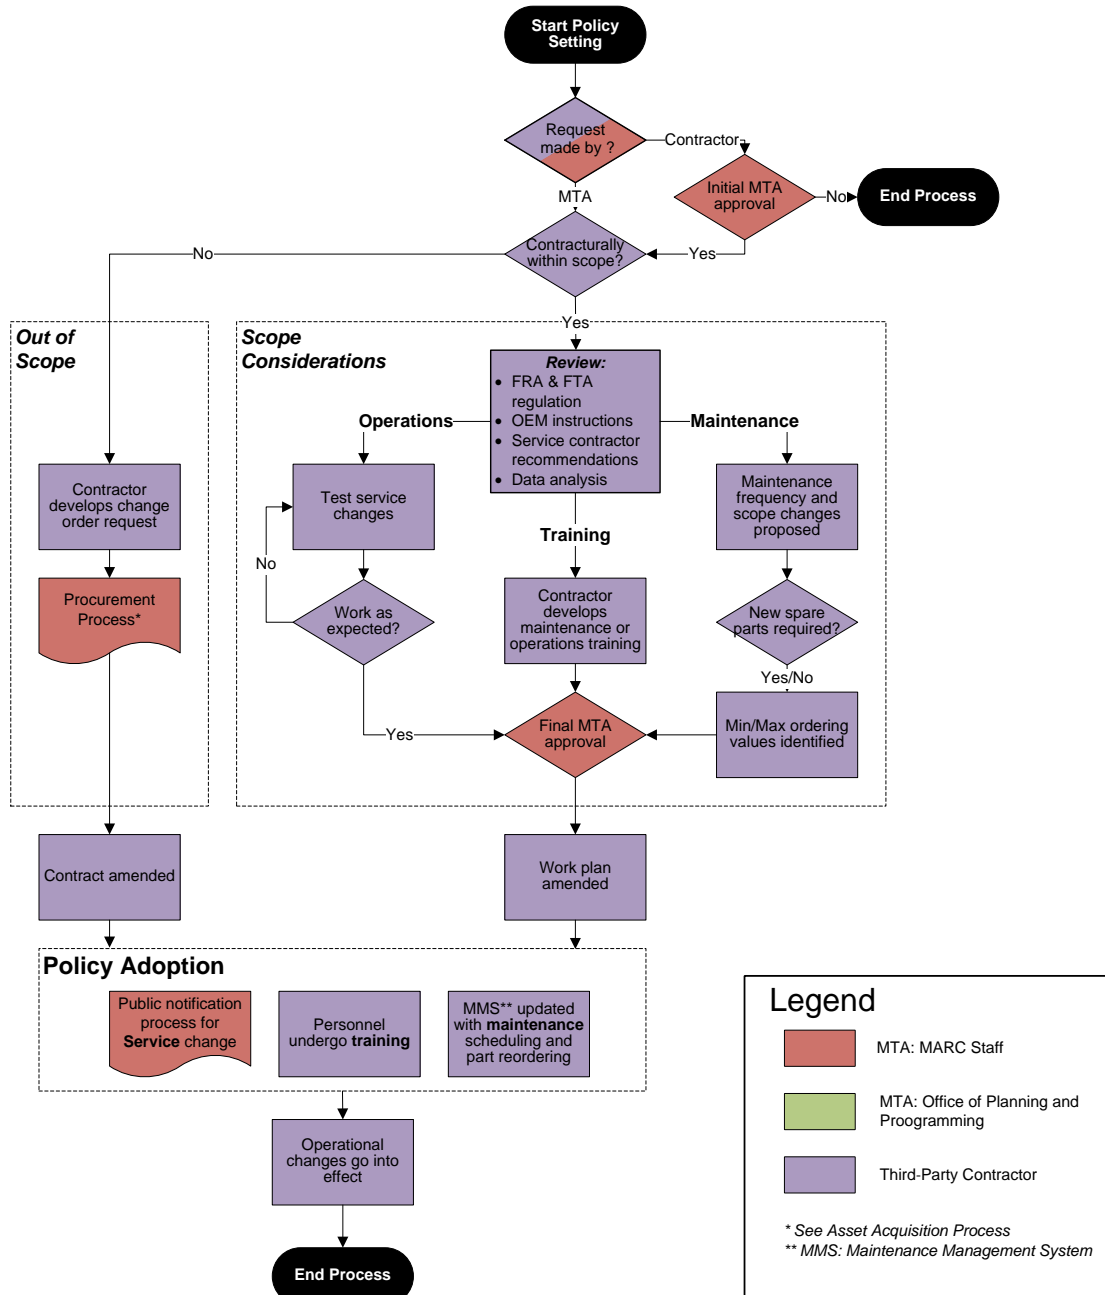 Start Policy
Setting
Request
made by ?
Contractor
Initial MTA
approval
No
End Process
MTA
Contracturally
within scope?
Yes
No
Yes
Out of
Scope
Scope
Considerations
Review:
• FRA & FTA
regulation
• OEM instructions
• Service contractor
recommendations
• Data analysis
Operations
Maintenance
Contractor
develops change
order request
Test service
changes
Maintenance
frequency and
scope changes
proposed
Training
No
Procurement
Process*
Work as
expected?
Contractor
develops
maintenance or
operations training
New spare
parts required?
Yes/No
Yes
Final MTA
approval
Min/Max ordering
values identified
Contract amended
Work plan
amended
Policy Adoption
Public notification
process for
Service change
Personnel
undergo training
MMS** updated
with maintenance
scheduling and
part reordering
Operational
changes go into
effect
End Process
Legend
MTA: MARC Staff
MTA: Office of Planning and
Proogramming
Third-Party Contractor
* See Asset Acquisition Process
** MMS: Maintenance Management System